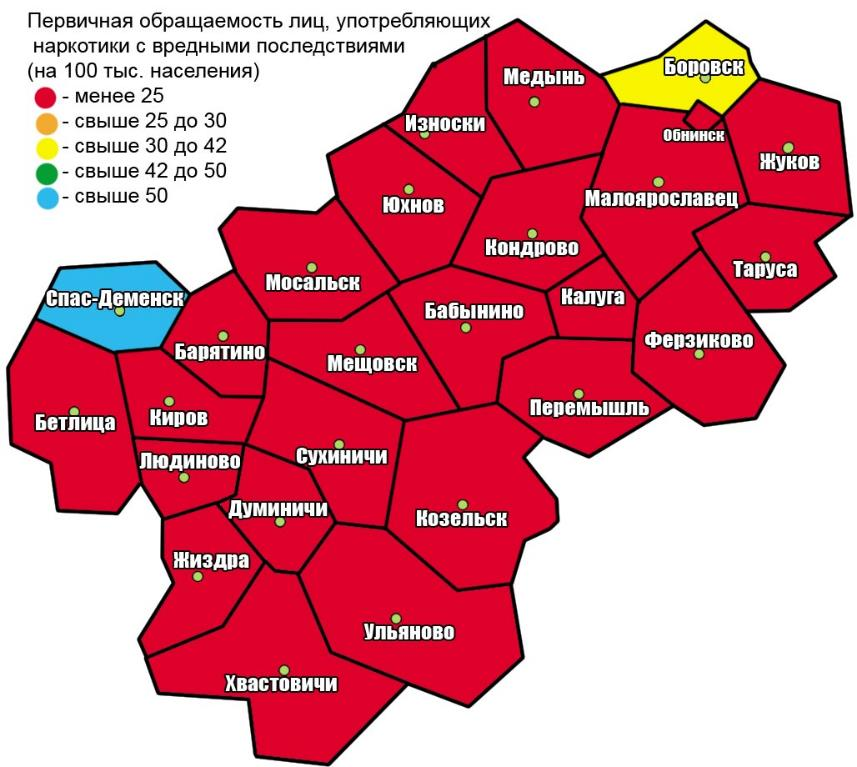 Первичная обращаемость лиц, употребляющих
наркотики с вредными последствиями
(на 100 тыс. населения)
- менее 25
- свыше 25 до 30
- свыше 30 до 42
- свыше 42 до 50
- свыше 50
Боровск
Медынь
Износки
Обнинск
Жуков
Малоярославец
Юхнов
Кондрово
Таруса
Мосальск
Калуга
Спас-Деменск
Бабынино
Ферзиково
Барятино
Мещовск
Перемышль
Бетлица
Киров
Сухиничи
Людиново
Думиничи
Козельск
Жиздра
Ульяново
Хвастовичи